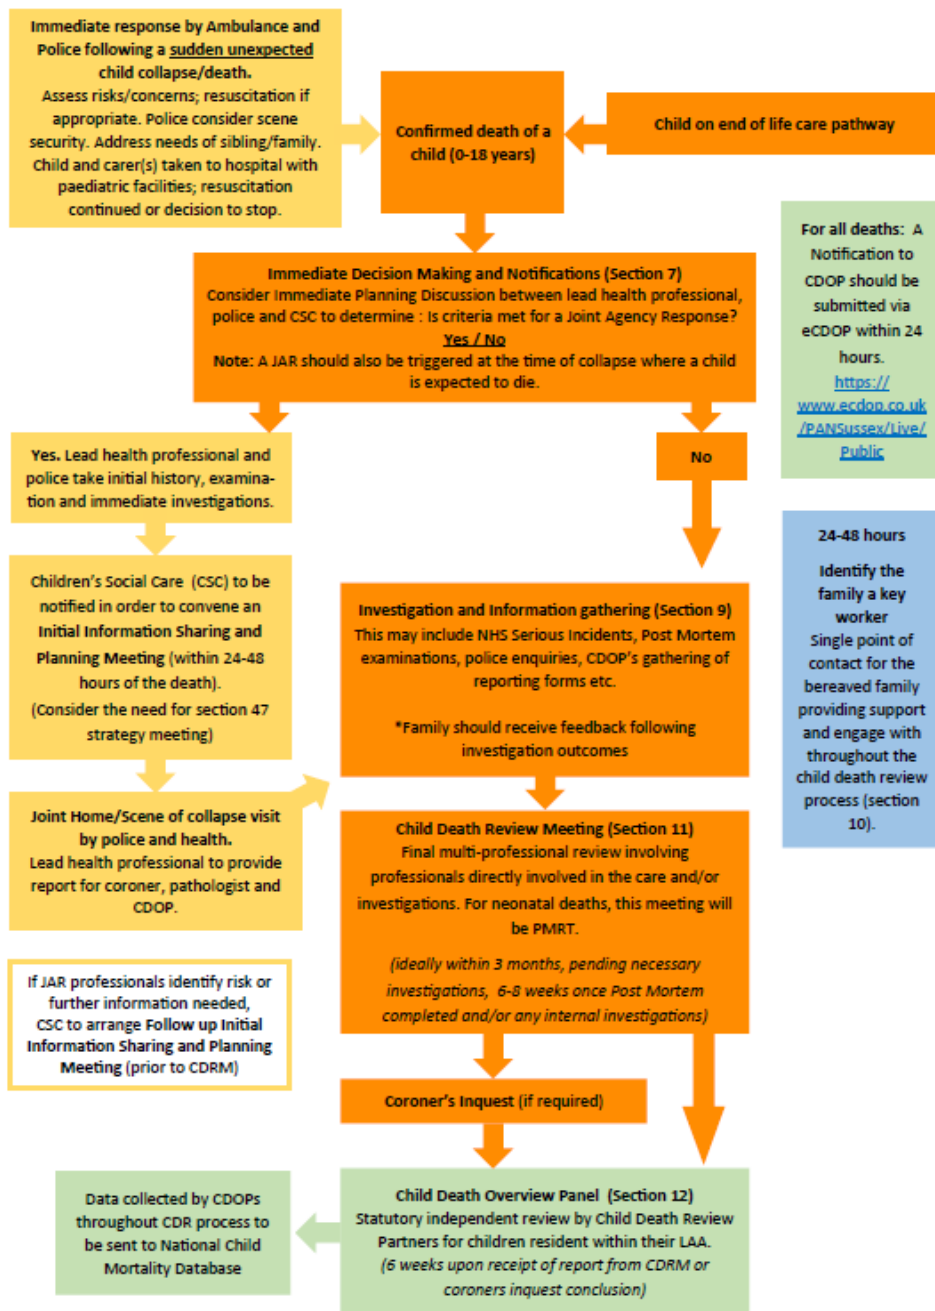 Immediate response by Ambulance and
Police following a sudden unexpected
child collapse/death.
Assess risks/concerns; resuscitation if
appropriate. Police consider scene
security. Address needs of sibling/family.
Child and carer(s) taken to hospital with
paediatric facilities; resuscitation
continued or decision to stop.
Confirmed death of a
child (0-18 years)
Child on end of life care pathway
For all deaths: A
Notification to
CDOP should be
submitted via
eCDOP within 24
hours.
https://
www.ecdop.co.uk
/PANSussex/Live/
Public
Immediate Decision Making and Notifications (Section 7)
Consider Immediate Planning Discussion between lead health professional,
police and CSC to determine : Is criteria met for a Joint Agency Response?
Yes / No
Note: A JAR should also be triggered at the time of collapse where a child
is expected to die.
Yes. Lead health professional and
police take initial history, examina-
tion and immediate investigations.
No
24-48 hours
Identify the
family a key
worker
Single point of
contact for the
bereaved family
providing support
and engage with
throughout the
child death review
process (section
10).
Children's Social Care (CSC) to be
notified in order to convene an
Initial Information Sharing and
Planning Meeting (within 24-48
hours of the death).
(Consider the need for section 47
strategy meeting)
Investigation and Information gathering (Section 9)
This may include NHS Serious Incidents, Post Mortem
examinations, police enquiries, CDOP's gathering of
reporting forms etc.
*Family should receive feedback following
investigation outcomes
Joint Home/Scene of collapse visit
by police and health.
Lead health professional to provide
report for coroner, pathologist and
CDOP.
Child Death Review Meeting (Section 11)
Final multi-professional review involving
professionals directly involved in the care and/or
investigations. For neonatal deaths, this meeting will
be PMRT.
(ideally within 3 months, pending necessary
investigations, 6-8 weeks once Post Mortem
completed and/or any internal investigations)
If JAR professionals identify risk or
further information needed,
CSC to arrange Follow up Initial
Information Sharing and Planning
Meeting (prior to CDRM)
Coroner's Inquest (if required)
Data collected by CDOPs
throughout CDR process to
be sent to National Child
Mortality Database
Child Death Overview Panel (Section 12)
Statutory independent review by Child Death Review
Partners for children resident within their LAA.
(6 weeks upon receipt of report from CDRM or
coroners inquest conclusion)